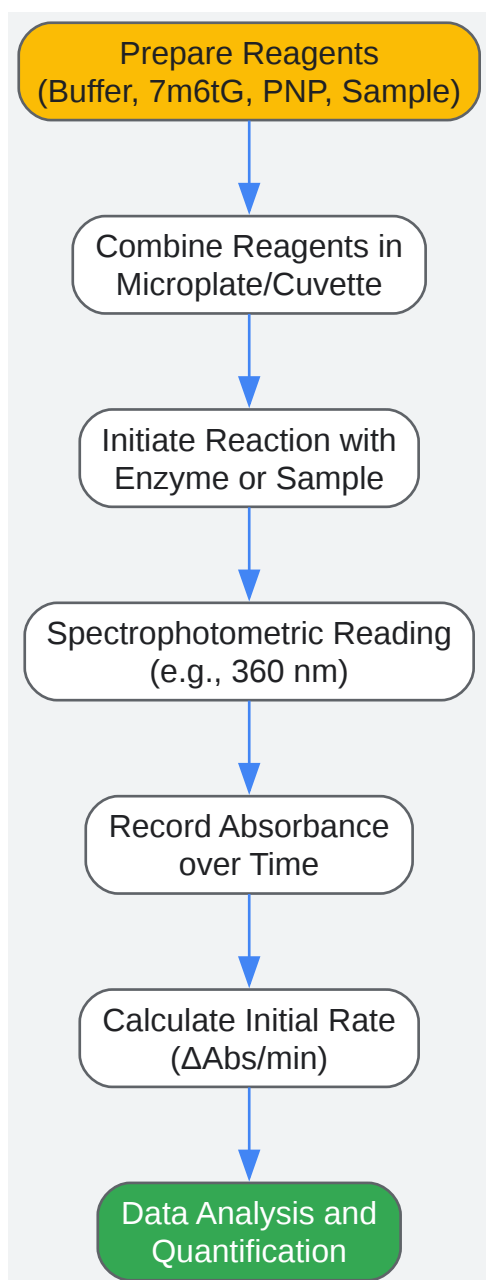 Prepare Reagents
(Buffer, 7m6tG, PNP, Sample)
Combine Reagents in
Microplate/Cuvette
Initiate Reaction with
Enzyme or Sample
Spectrophotometric Reading
(e.g., 360 nm)
Record Absorbance
over Time
Calculate Initial Rate
(ΔAbs/min)
Data Analysis and
Quantification